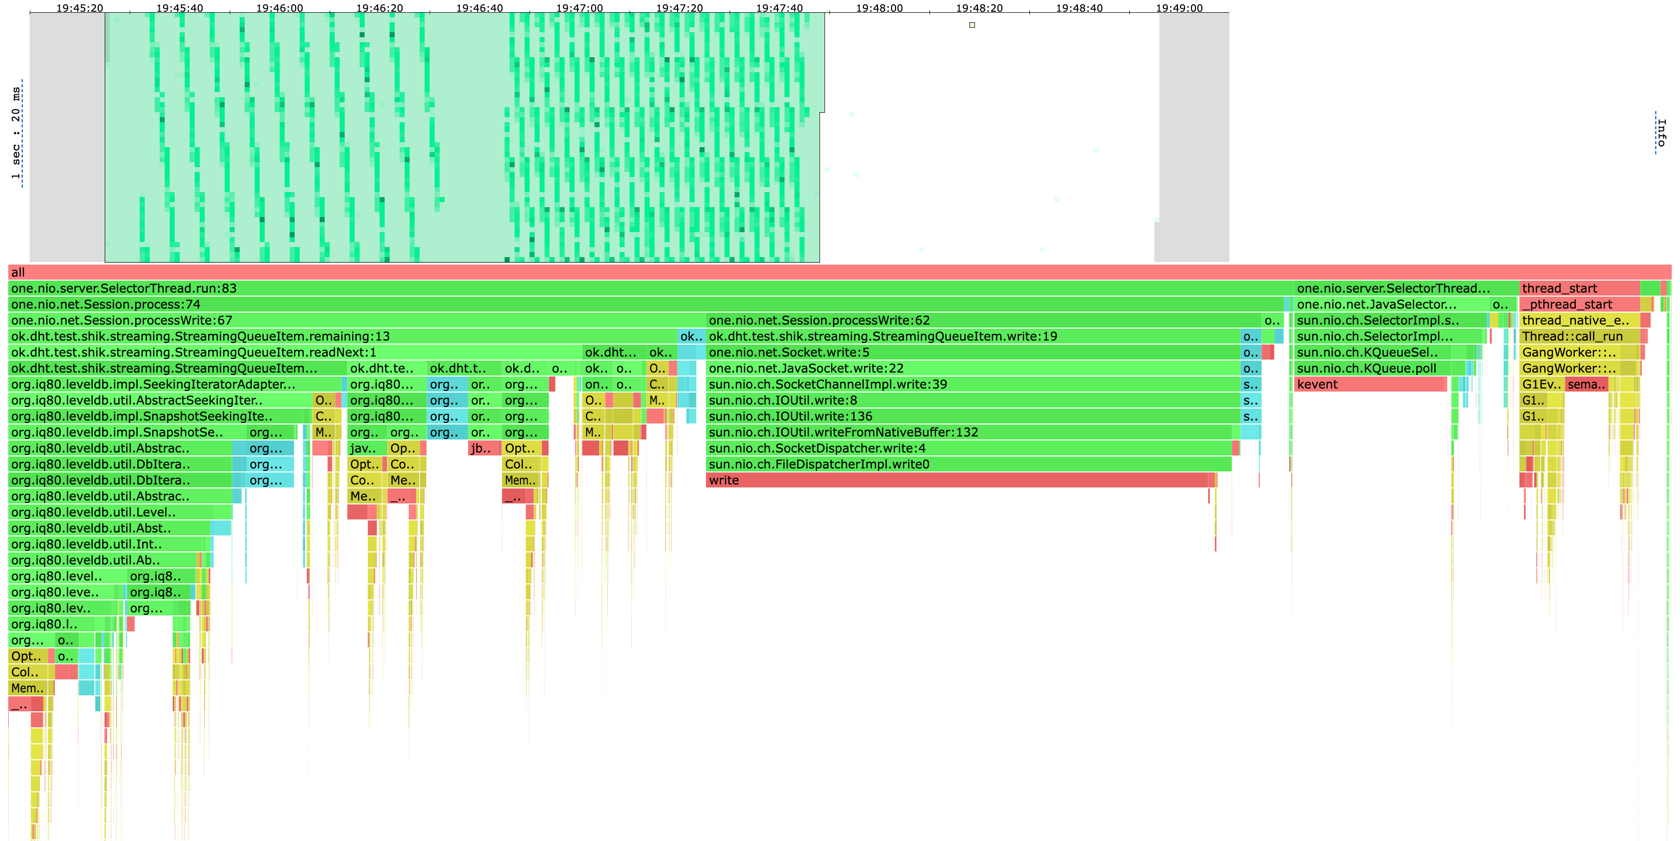 19:45:20 19:45:40 19:46:00 19:46:20 19:46:40 19:47:00 19:47:20 19:47:40 19:48:00 19:48:20 19:48:40 19:49:00
1 sec : 20 ms
Info
all
one.nio.server.SelectorThread.run:83 one.nio.server.SelectorThread... thread_start
one.nio.net.Session.process:74 one.nio.net.JavaSelector... o.. _pthread_start
one.nio.net.Session.processWrite:67 one.nio.net.Session.processWrite:62 o.. sun.nio.ch.SelectorImpl.s.. thread_native_e..
ok.dht.test.shik.streaming.StreamingQueueItem.remaining:13 ok.. ok.dht.test.shik.streaming.StreamingQueueItem.write:19 o.. sun.nio.ch.SelectorImpl... Thread::call_run
ok.dht.test.shik.streaming.StreamingQueueItem.readNext:1 ok.dht... ok.. one.nio.net.Socket.write:5 o.. sun.nio.ch.KQueueSel.. GangWorker::..
ok.dht.test.shik.streaming.StreamingQueueItem... ok.dht.te.. ok.dht.t.. ok.d.. o.. o.. O.. one.nio.net.JavaSocket.write:22 o.. sun.nio.ch.KQueue.poll GangWorker::..
org.iq80.leveldb.impl.SeekingIteratorAdapter... org.iq80... org.. or.. org... on.. o.. C.. sun.nio.ch.SocketChannelImpl.write:39 s.. kevent G1Ev.. sema..
org.iq80.leveldb.util.AbstractSeekingIter.. O.. org.iq80... org.. or.. org... O.. M.. sun.nio.ch.IOUtil.write:8 s.. G1..
org.iq80.leveldb.impl.SnapshotSeekingIte.. C.. org.iq80... org.. or.. org... C.. sun.nio.ch.IOUtil.write:136 s.. G1..
org.iq80.leveldb.impl.SnapshotSe.. org... M.. org.. org... org.. or.. org... M.. sun.nio.ch.IOUtil.writeFromNativeBuffer:132
org.iq80.leveldb.util.Abstrac.. org... jav.. Op.. jb.. Opt.. sun.nio.ch.SocketDispatcher.write:4
org.iq80.leveldb.util.DbItera.. org... Opt.. Co.. Col.. sun.nio.ch.FileDispatcherImpl.write0
org.iq80.leveldb.util.DbItera.. org... Co.. Me.. Mem.. write
org.iq80.leveldb.util.Abstrac.. Me.. _.. _..
org.iq80.leveldb.util.Level..
org.iq80.leveldb.util.Abst..
org.iq80.leveldb.util.Int..
org.iq80.leveldb.util.Ab..
org.iq80.level.. org.iq8..
org.iq80.leve.. org.iq8..
org.iq80.lev.. org...
org.iq80.l..
org... o..
Opt.. o..
Col..
Mem..
_..